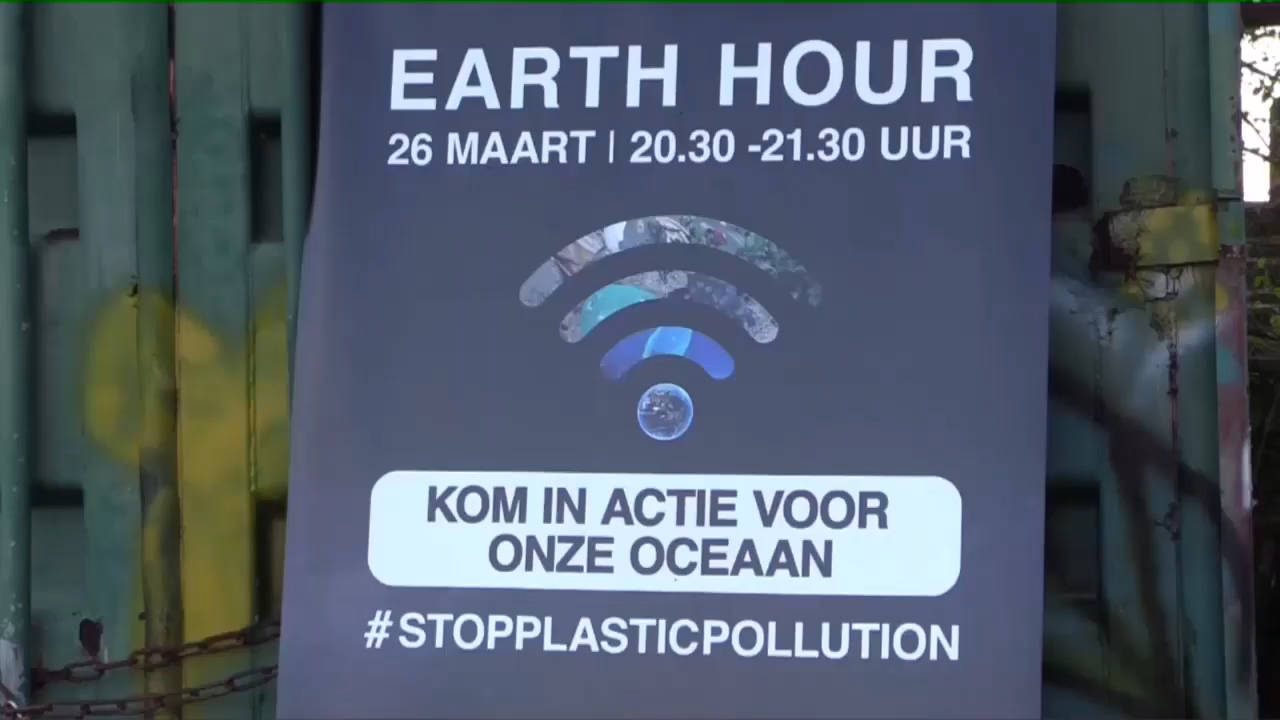 EARTH HOUR
26 MAART | 20.30 -21.30 UUR
KOM IN ACTIE VOOR
ONZE OCEAAN
#STOPPLASTICPOLLUTION